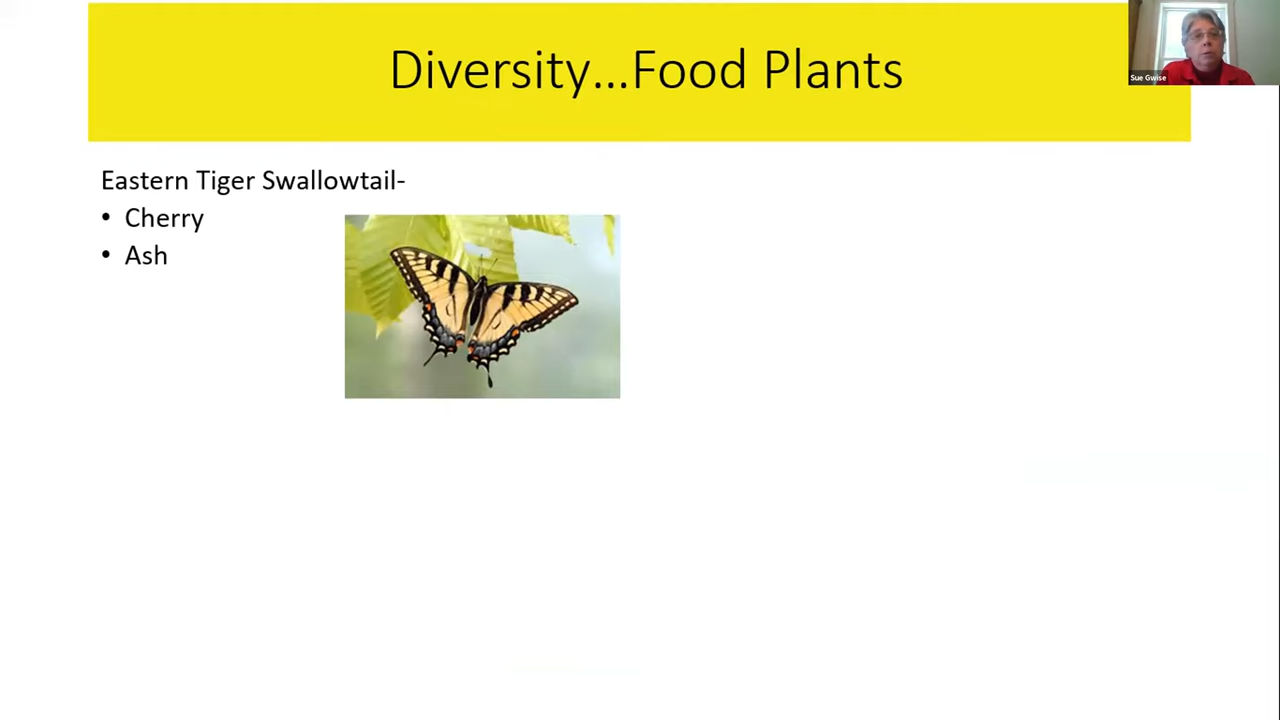 Diversity...Food Plants
Sue Gwise
Eastern Tiger Swallowtail-
• Cherry
• Ash